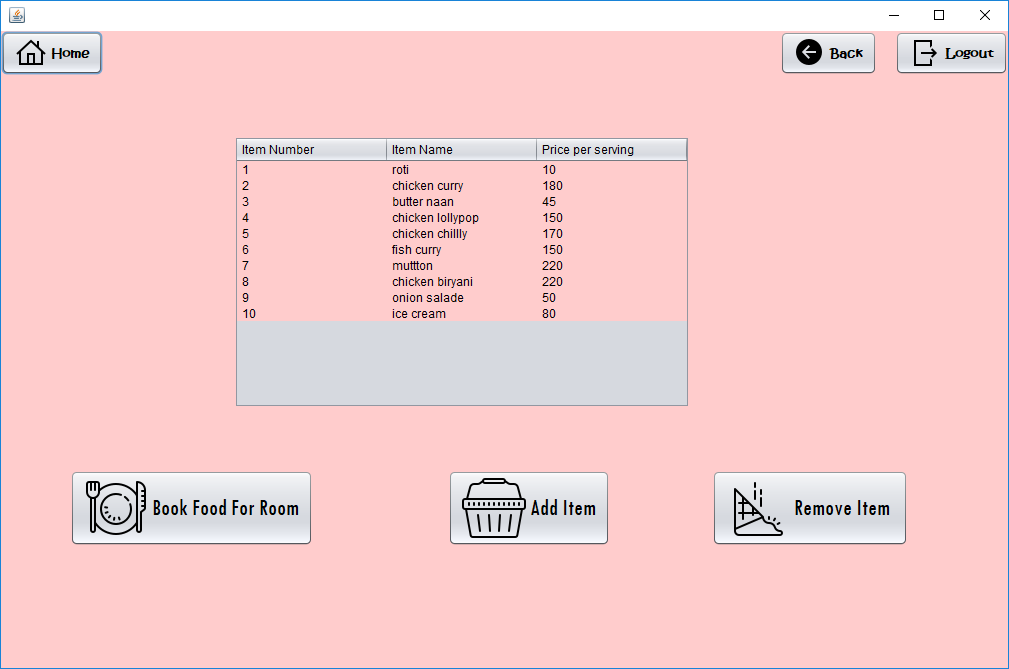 Home
Back
Logout
Item Number Item Name Price per serving
1 roti 10
2 chicken curry 180
3 butter naan 45
4 chicken lollypop 150
5 chicken chillly 170
6 fish curry 150
7 muttton 220
8 chicken biryani 220
9 onion salade 50
10 ice cream 80
Book Food For Room
Add Item
Remove Item